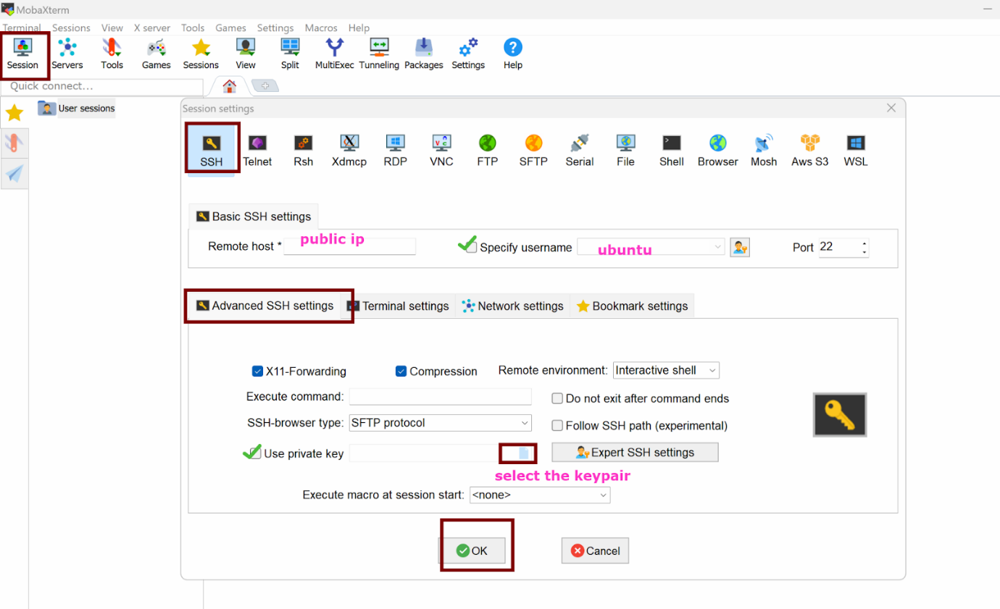 MobaXterm
Terminal Sessions View X server Tools Games Settings Macros Help
Session Servers Tools Games Sessions View Split MultiExec Tunneling Packages Settings Help
Quick connect...
User sessions
Session settings
SSH Telnet Rsh Xdmcp RDP VNC FTP SFTP Serial File Shell Browser Mosh Aws S3 WSL
Basic SSH settings
Remote host * public ip Specify username ubuntu Port 22
Advanced SSH settings Terminal settings Network settings Bookmark settings
X11-Forwarding Compression Remote environment: Interactive shell
Execute command: Do not exit after command ends
SSH-browser type: SFTP protocol Follow SSH path (experimental)
Use private key Expert SSH settings
select the keypair
Execute macro at session start: <none>
OK Cancel